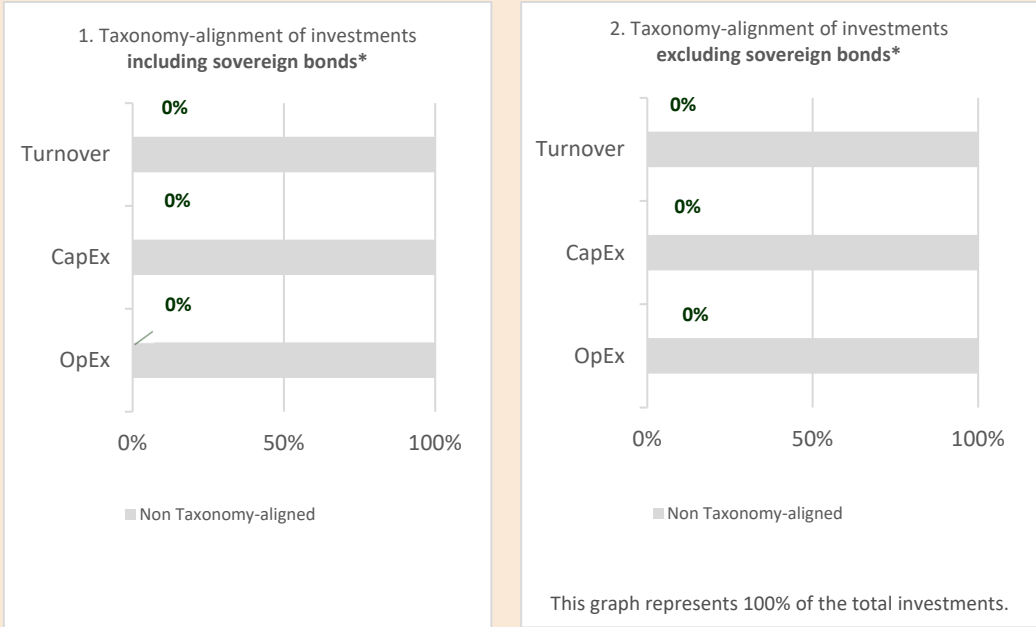 1. Taxonomy-alignment of investments
including sovereign bonds*
0%
Turnover
0%
CapEx
0%
OpEx
0% 50% 100%
Non Taxonomy-aligned
2. Taxonomy-alignment of investments
excluding sovereign bonds*
0%
Turnover
0%
CapEx
0%
OpEx
0% 50% 100%
Non Taxonomy-aligned
This graph represents 100% of the total investments.